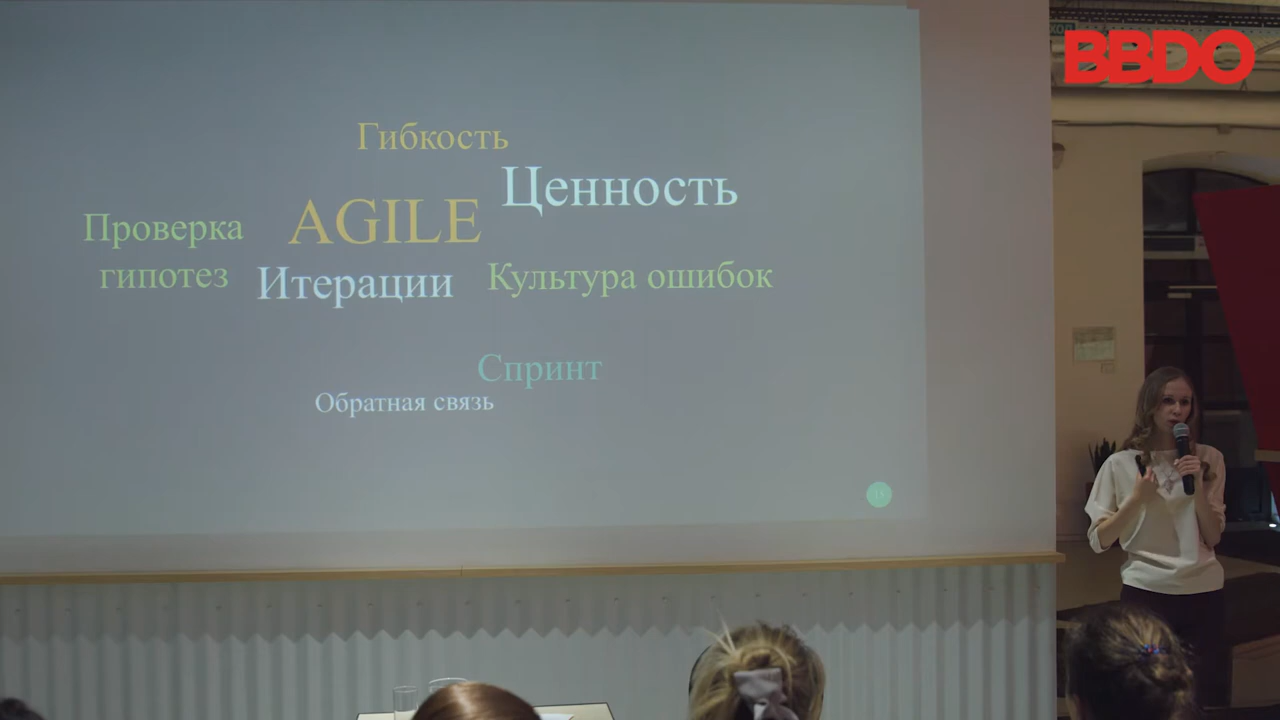 BBDO
Гибкость
Ценность
AGILE
Проверка
гипотез
Итерации
Культура ошибок
Спринт
Обратная связь